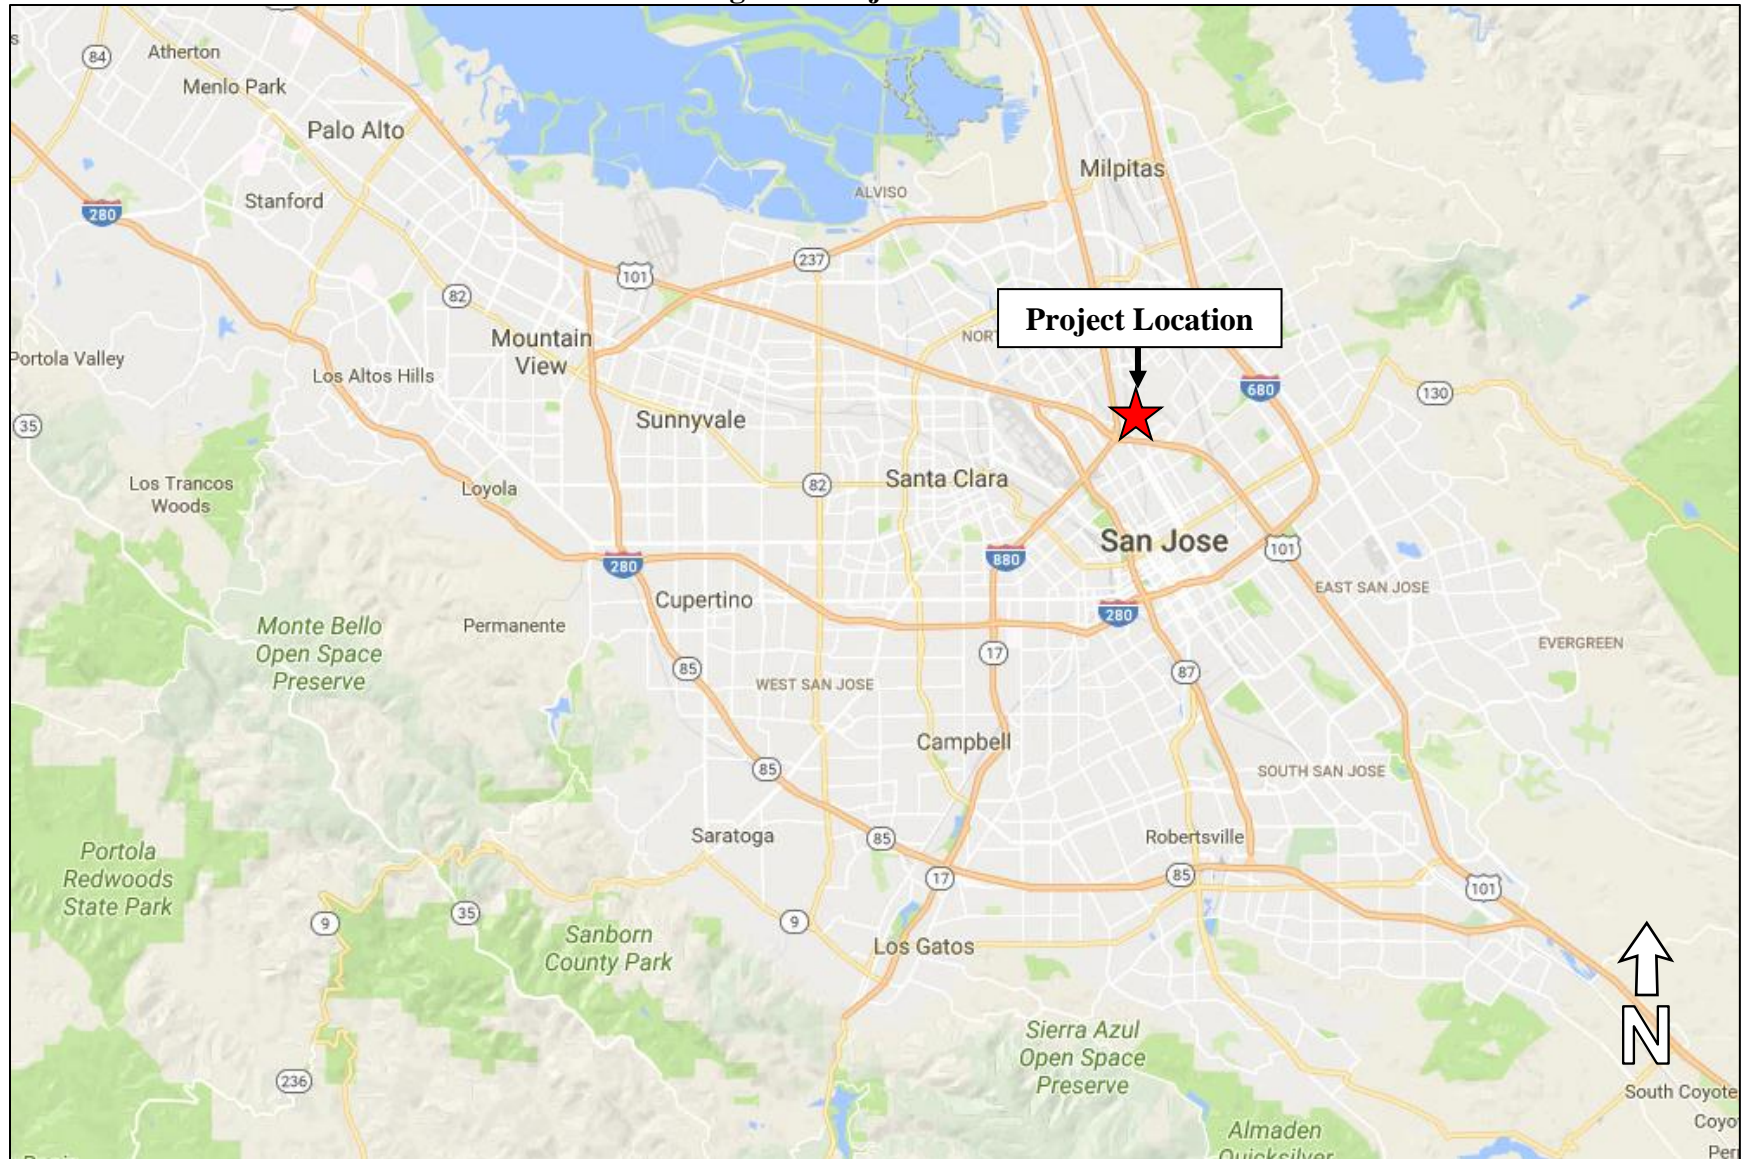 84
Atherton
Menlo Park
Palo Alto
Milpitas
Stanford
ALVISO
280
237
101
82
Project Location
Mountain
View
Portola Valley
Los Altos Hills
680
130
35
Sunnyvale
Santa Clara
Los Trancos
Woods
Loyola
82
San Jose
880
101
280
EAST SAN JOSE
Cupertino
280
Permanente
Monte Bello
Open Space
Preserve
EVERGREEN
17
85
87
WEST SAN JOSE
Campbell
85
SOUTH SAN JOSE
Saratoga
85
Robertsville
Portola
Redwoods
State Park
17
85
101
9
35
9
Sanborn
County Park
Los Gatos
N
Sierra Azul
Open Space
Preserve
236
South Coyote
Almaden
Quicksilver